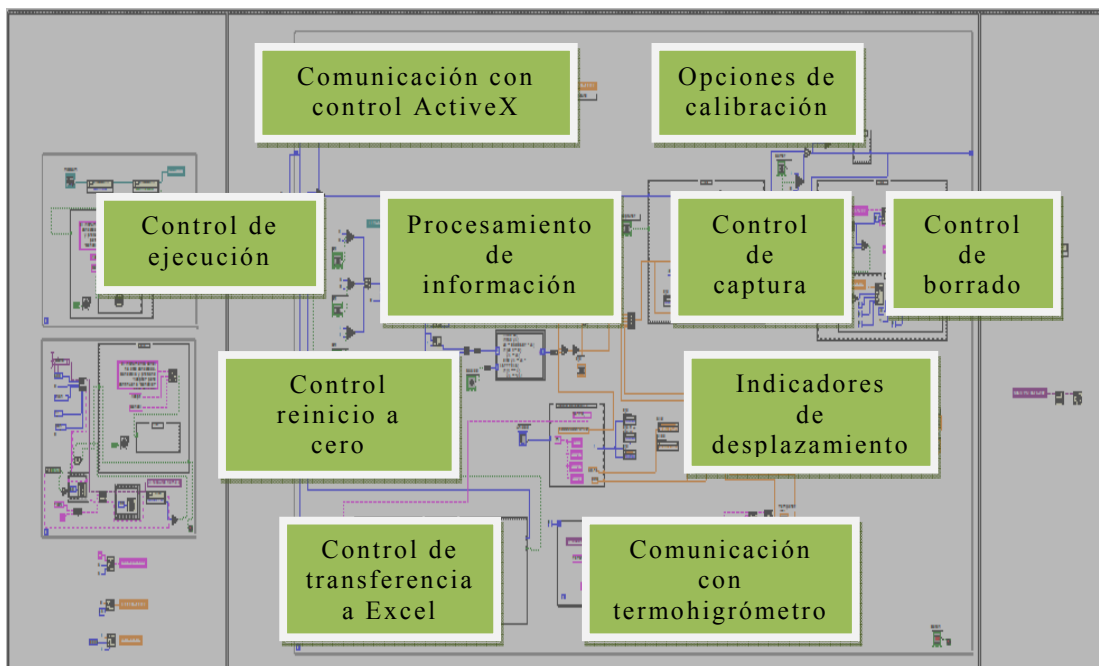 Comunicación con
control ActiveX
Opciones de
calibración
Control de
ejecución
Procesamiento
de
información
Control
de
captura
Control
de
borrado
Control
reinicio a
cero
Indicadores
de
desplazamiento
Control de
transferencia
a Excel
Comunicación
con
termohigrómetro